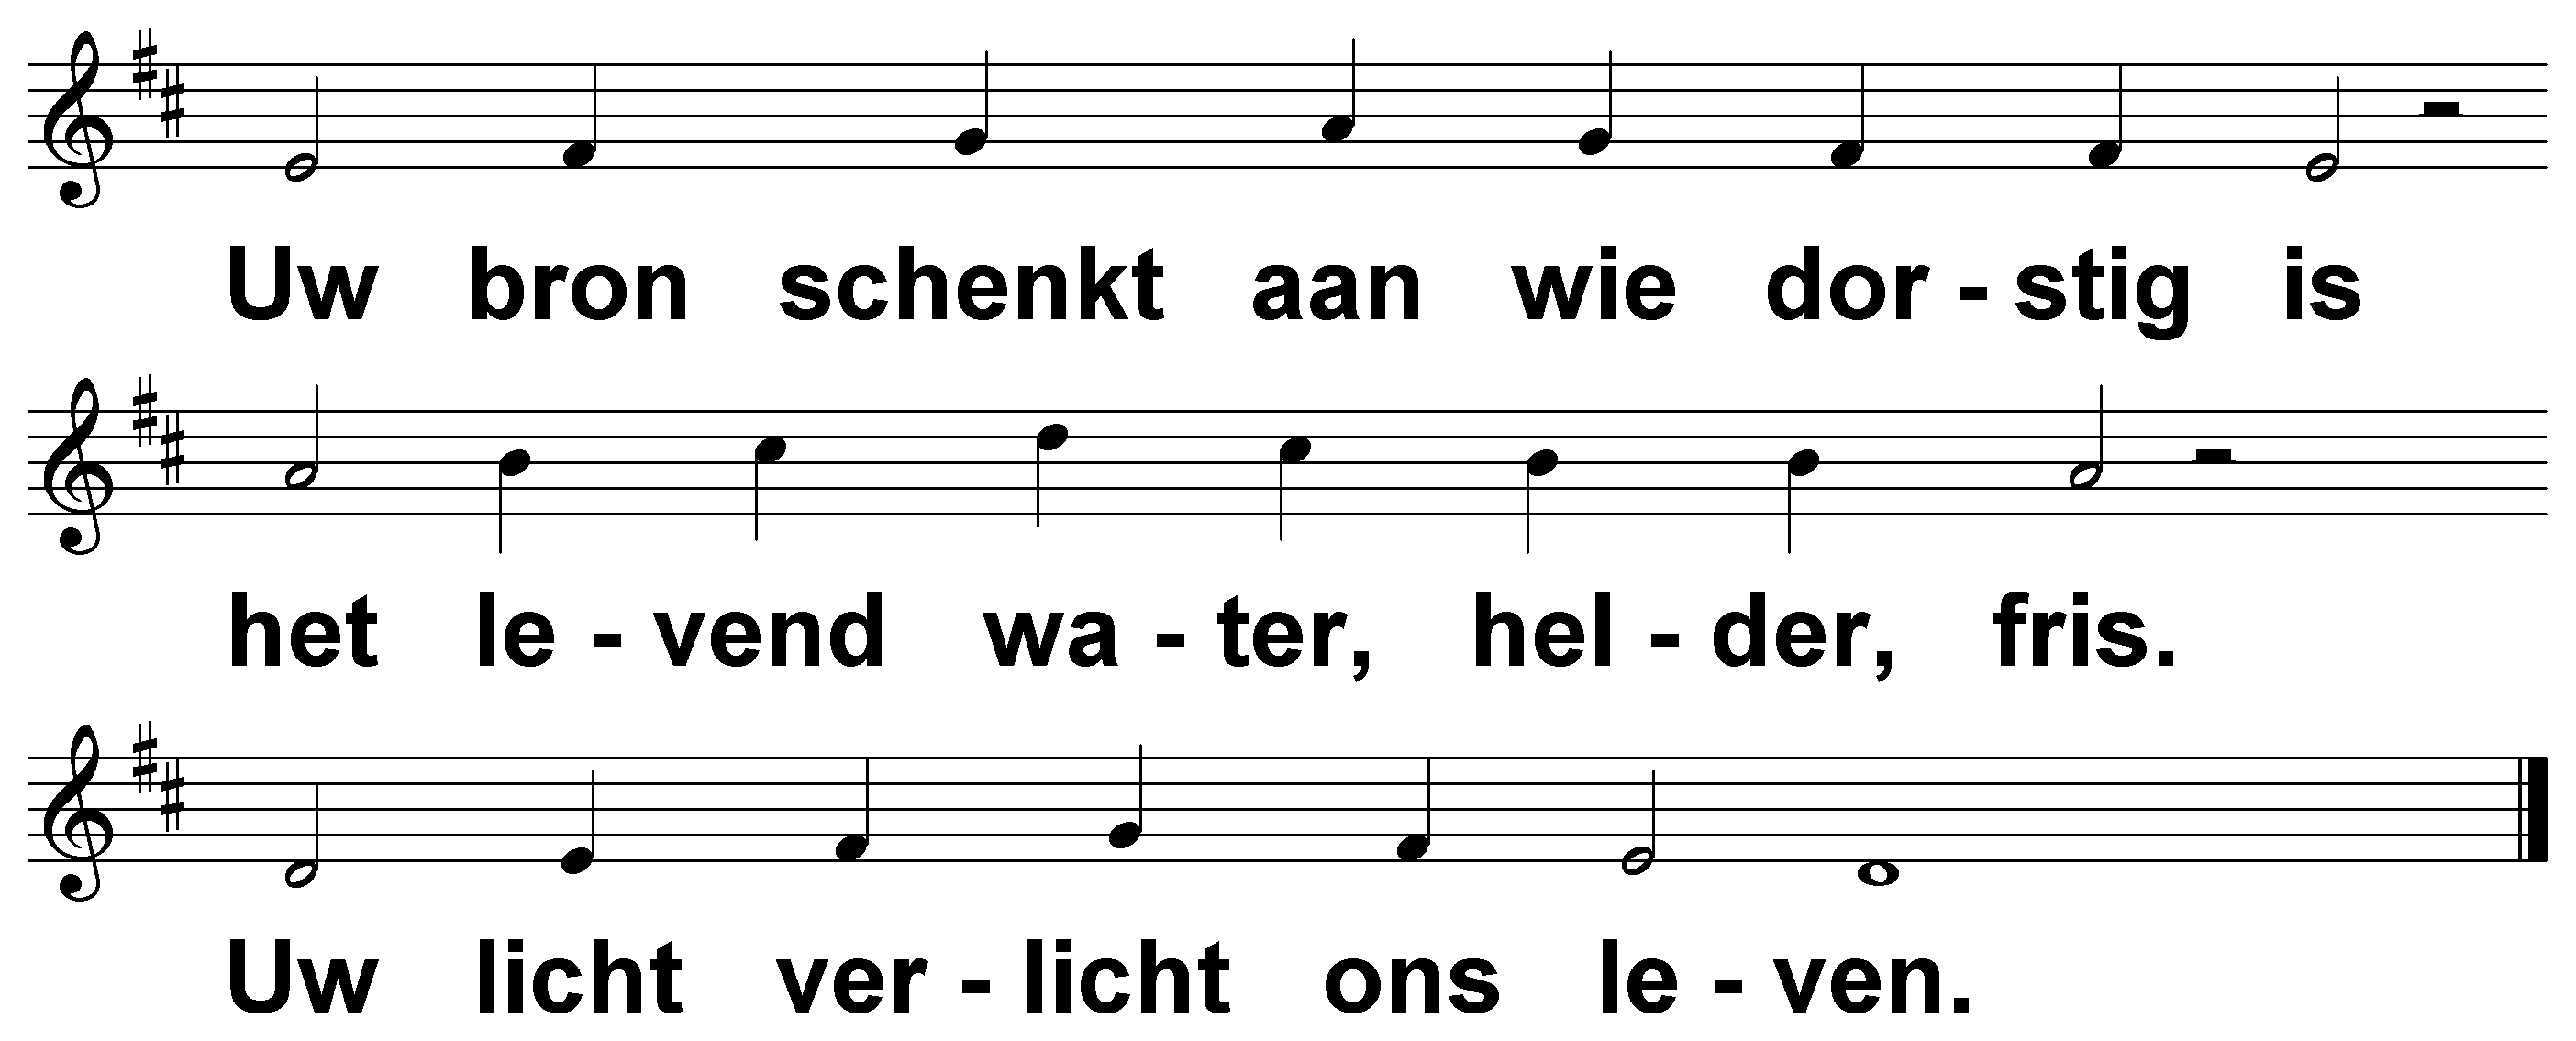 Uw bron schenkt aan wie dor - stig is
het le - vend wa - ter, hel - der, fris.
Uw licht ver - licht ons le - ven.